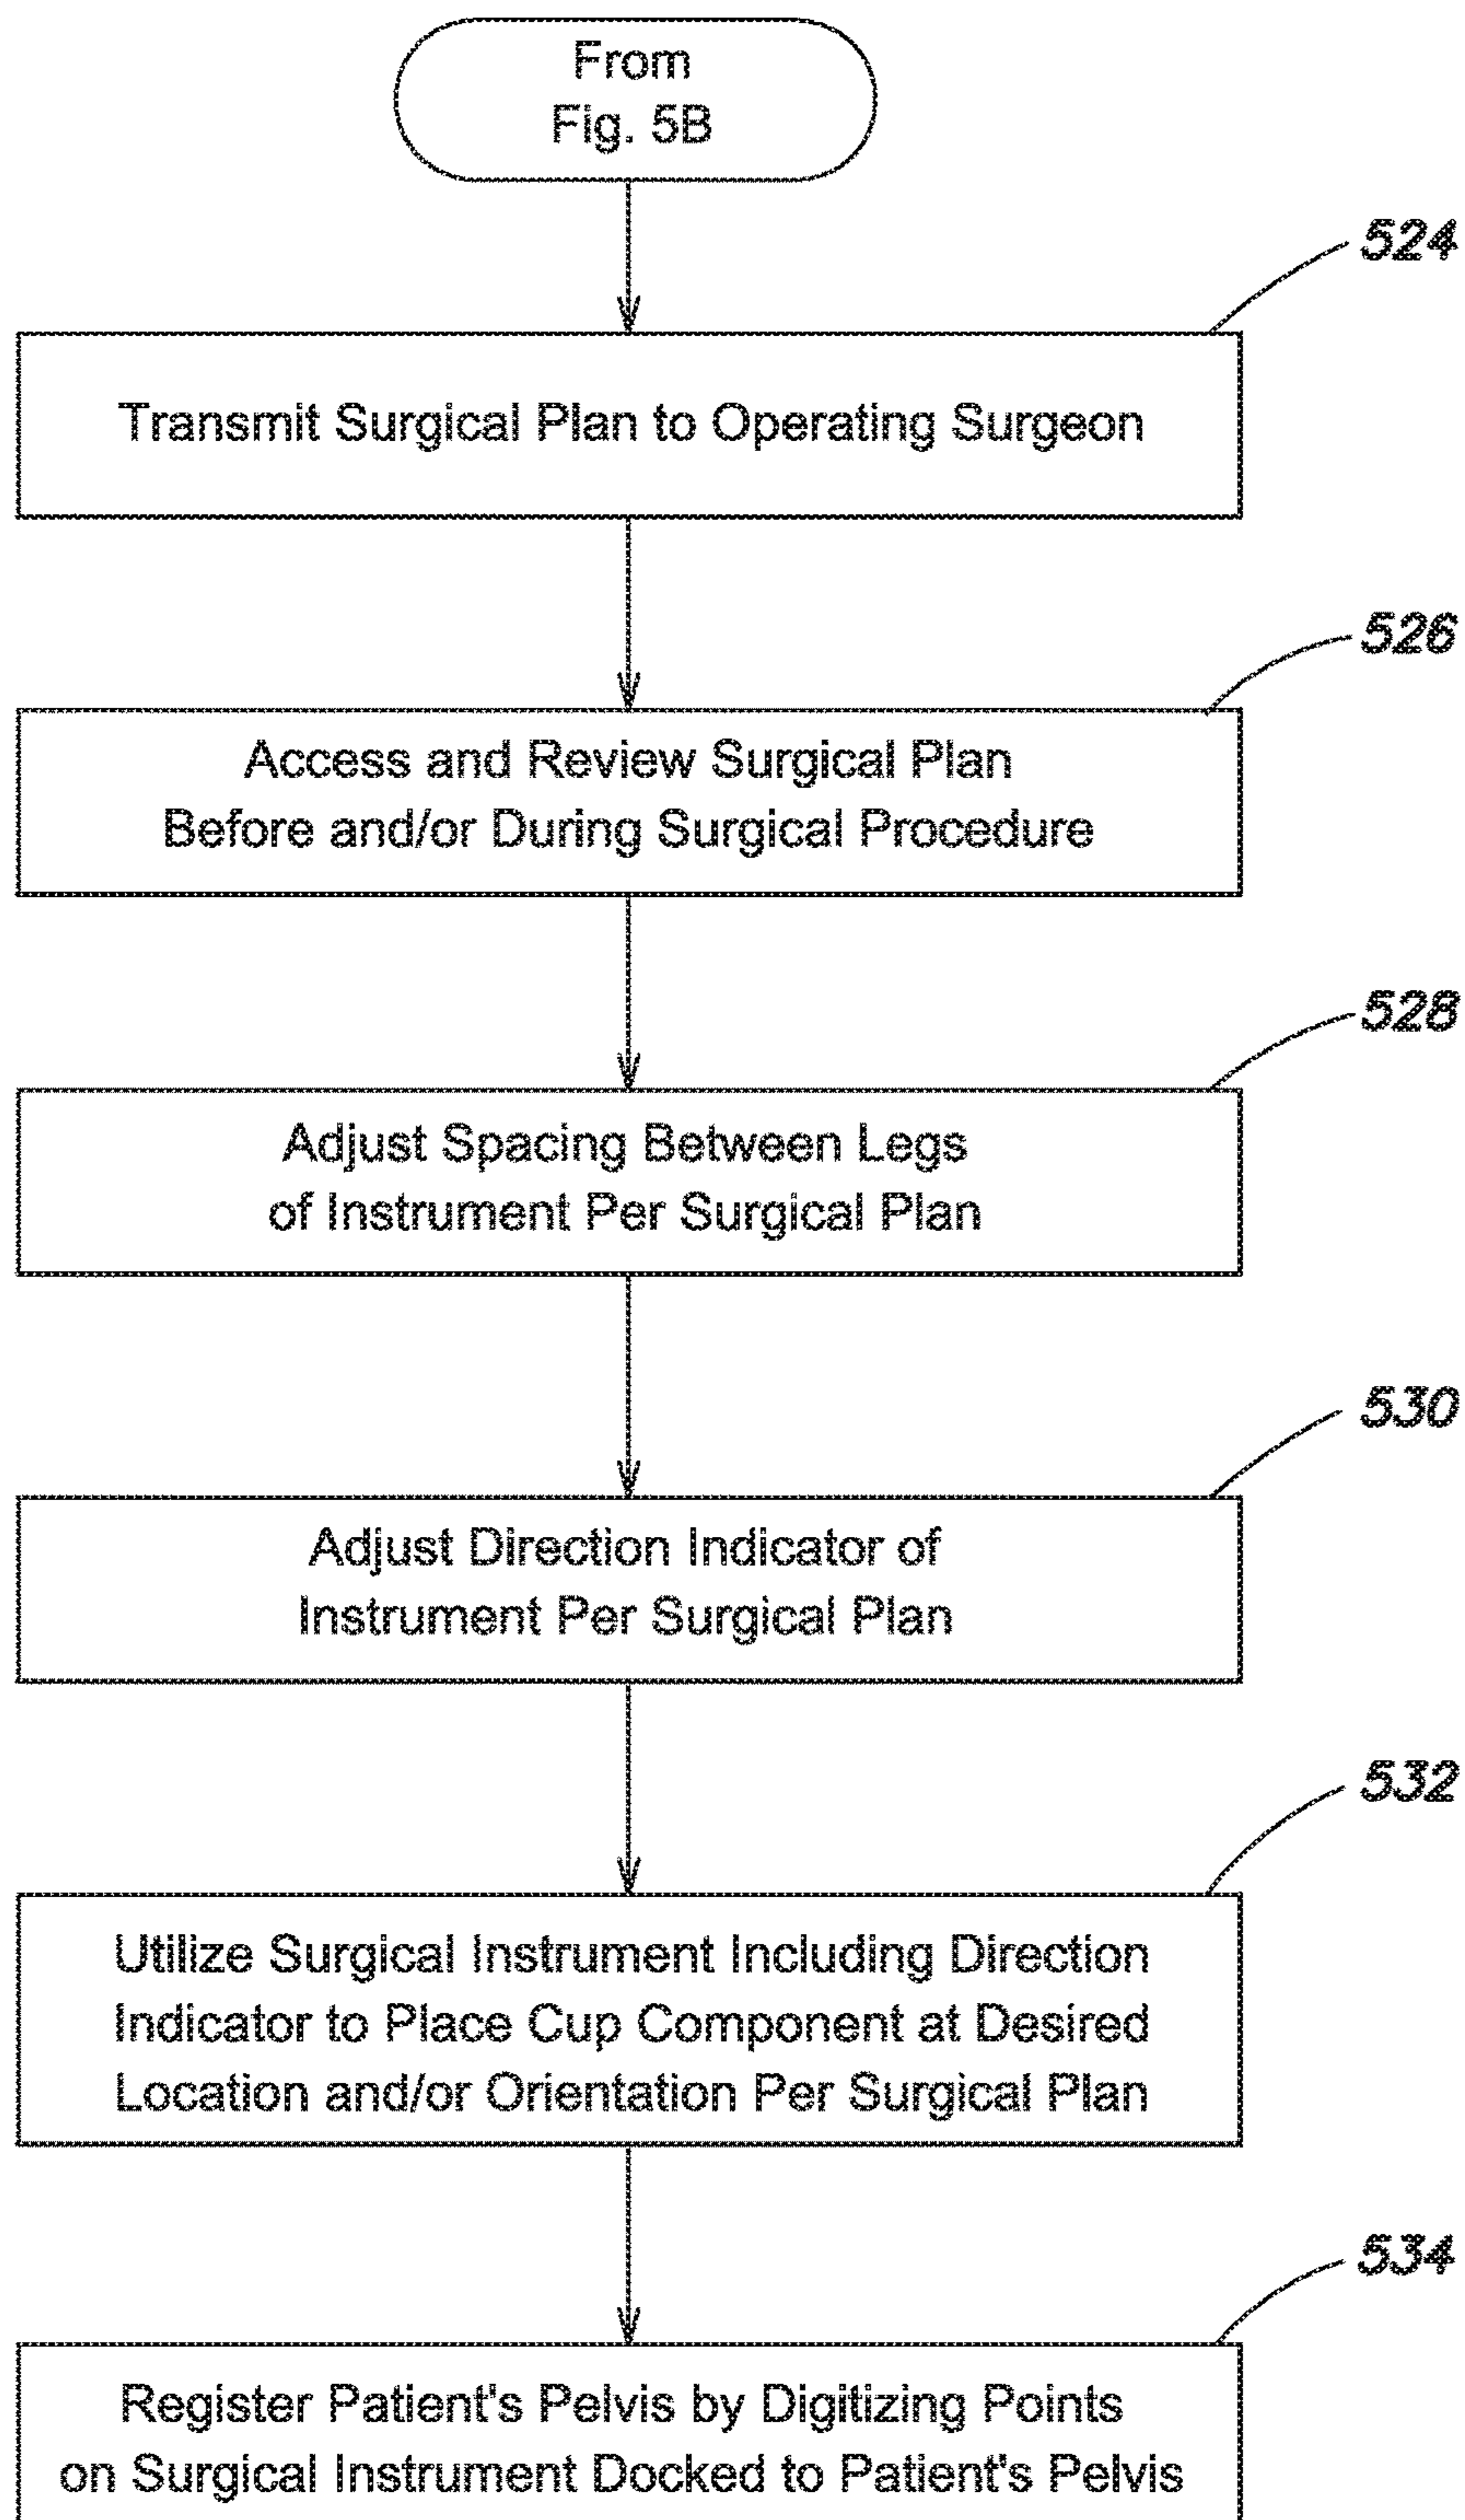 From
Fig. 5B
524
Transmit Surgical Plan to Operating Surgeon
526
Access and Review Surgical Plan
Before and/or During Surgical Procedure
528
Adjust Spacing Between Legs
of Instrument Per Surgical Plan
530
Adjust Direction Indicator of
Instrument Per Surgical Plan
532
Utilize Surgical Instrument Including Direction
Indicator to Place Cup Component at Desired
Location and/or Orientation Per Surgical Plan
534
Register Patient's Pelvis by Digitizing Points
on Surgical Instrument Docked to Patient's Pelvis